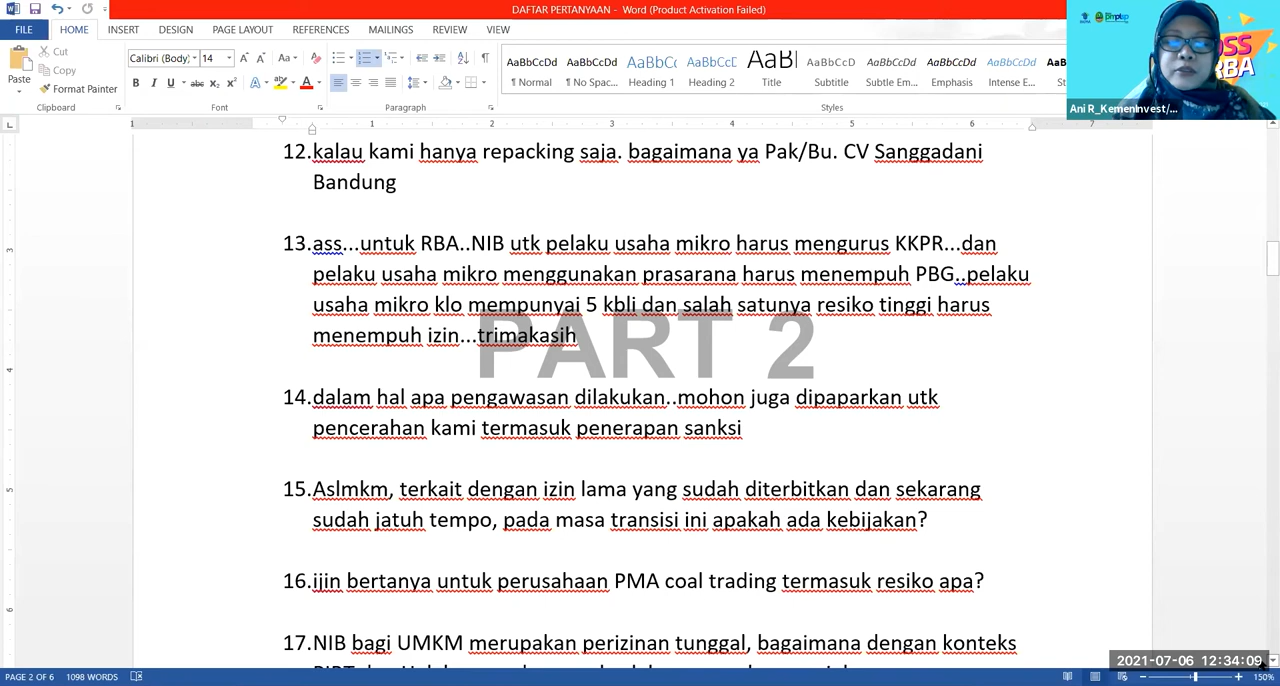 DAFTAR PERTANYAAN - Word (Product Activation Failed)
FILE HOME INSERT DESIGN PAGE LAYOUT REFERENCES MAILINGS REVIEW VIEW
Cut
Copy
Format Painter
Paste
Calibri (Body) 14
AaBbCcDd AaBbCcDd AaBbCc AaBbCcC AaBl AaBbCcDd AaBbCcDd AaBbCcDd AaBbCcDd
¶ Normal ¶ No Spac... Heading 1 Heading 2 Title Subtitle Subtle Em... Emphasis Intense E...
Clipboard Font Paragraph Styles
Ani R_KemenInvest/...
12. kalau kami hanya repacking saja. bagaimana ya Pak/Bu. CV Sanggadani
Bandung
13. ass...untuk RBA..NIB utk pelaku usaha mikro harus mengurus KKPR...dan
pelaku usaha mikro menggunakan prasarana harus menempuh PBG..pelaku
usaha mikro klo mempunyai 5 kbli dan salah satunya resiko tinggi harus
menempuh izin...trimakasih
PART 2
14. dalam hal apa pengawasan dilakukan..mohon juga dipaparkan utk
pencerahan kami termasuk penerapan sanksi
15. Aslmkm, terkait dengan izin lama yang sudah diterbitkan dan sekarang
sudah jatuh tempo, pada masa transisi ini apakah ada kebijakan?
16. ijin bertanya untuk perusahaan PMA coal trading termasuk resiko apa?
17. NIB bagi UMKM merupakan perizinan tunggal, bagaimana dengan konteks
2021-07-06 12:34:09
PAGE 2 OF 6 1098 WORDS 150%